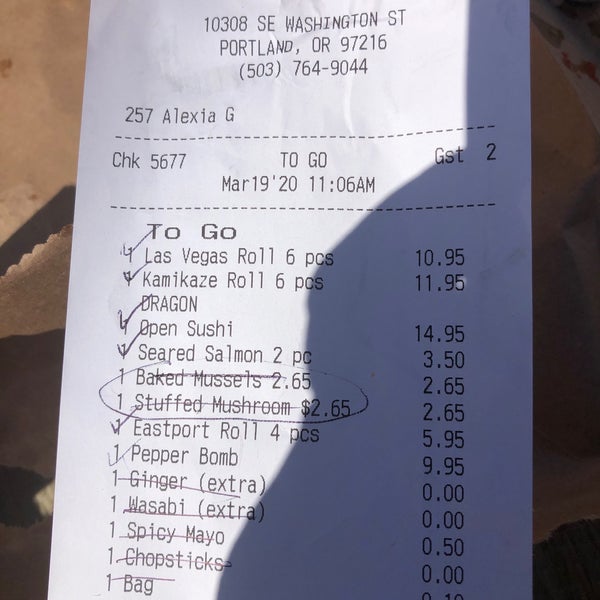 10308 SE WASHINGTON ST
PORTLAND, OR 97216
(503) 764-9044
257 Alexia G
Chk 5677 TO GO Gst 2
Mar19'20 11:06AM
To Go
1 Las Vegas Roll 6 pcs 10.95
1 Kamikaze Roll 6 pcs 11.95
DRAGON
1 Open Sushi 14.95
1 Seared Salmon 2 pc 3.50
1 Baked Mussels 2.65 2.65
1 Stuffed Mushroom $2.65 2.65
1 Eastport Roll 4 pcs 5.95
1 Pepper Bomb 9.95
1 Ginger (extra) 0.00
1 Wasabi (extra) 0.00
1 Spicy Mayo 0.50
1 Chopsticks 0.00
1 Bag